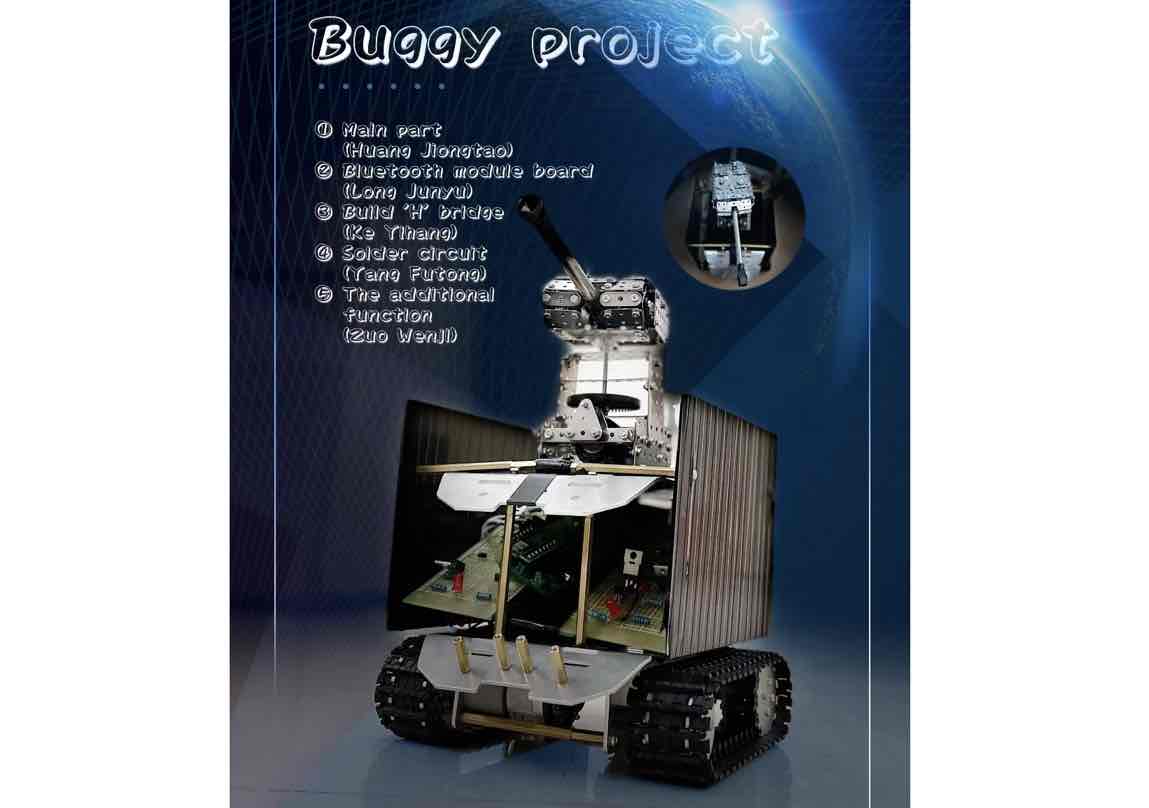 Buggy project
① Main part
(Huang Jiongtao)
② Bluetooth module board
(Long Junyu)
③ Build 'H' bridge
(Ke Yihang)
④ Solder circuit
(Yang Futong)
⑤ The additional
function
(Zuo Wenji)